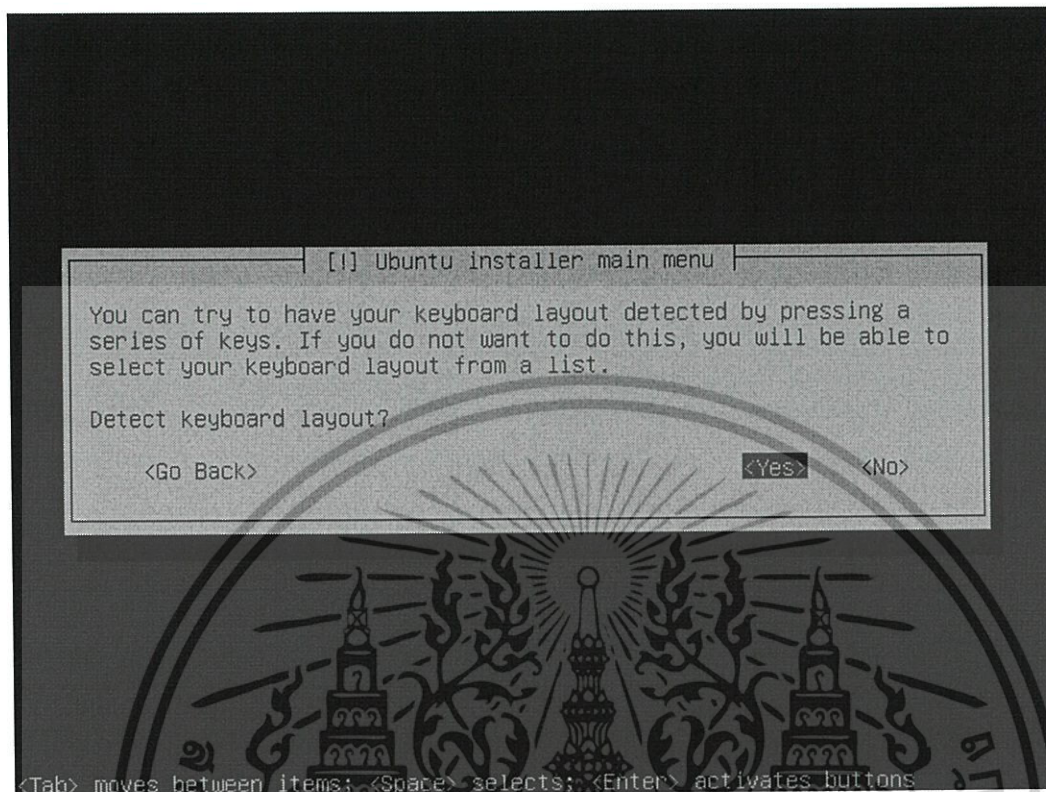 [!] Ubuntu installer main menu
You can try to have your keyboard layout detected by pressing a
series of keys. If you do not want to do this, you will be able to
select your keyboard layout from a list.
Detect keyboard layout?
<Go Back> <Yes> <No>
<Tab> moves between items; <Space> selects; <Enter> activates buttons